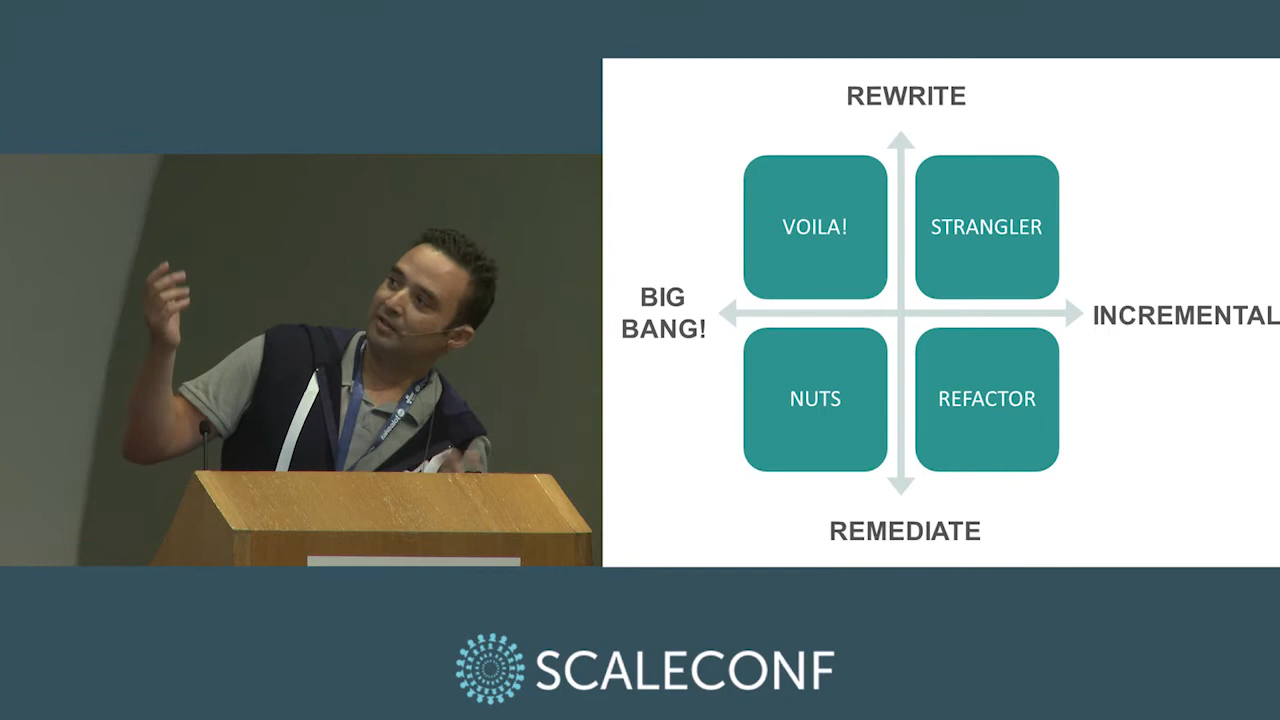 REWRITE
VOILA!
STRANGLER
BIG
BANG!
INCREMENTAL
NUTS
REFACTOR
REMEDIATE
SCALECONF